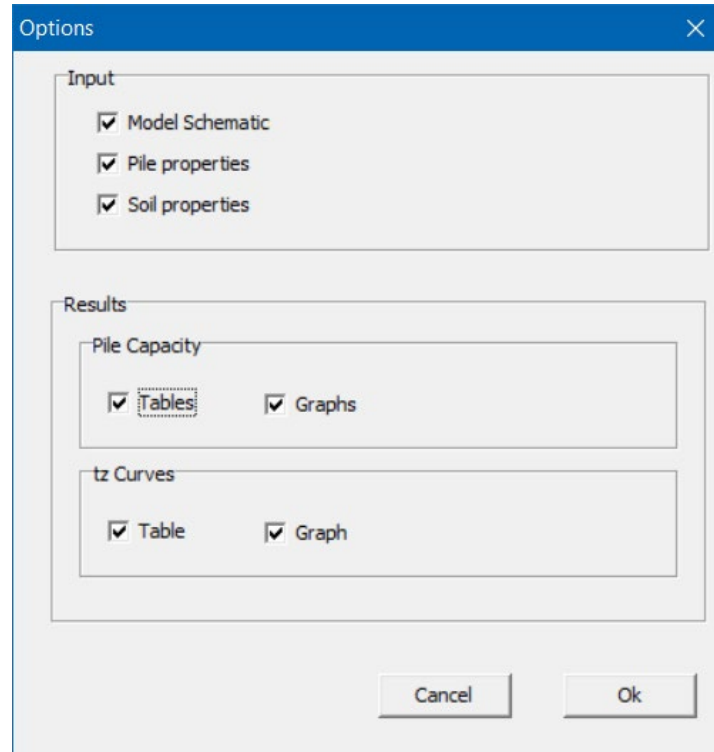 Options
Input
Model Schematic
Pile properties
Soil properties
Results
Pile Capacity
Tables Graphs
tz Curves
Table Graph
Cancel Ok